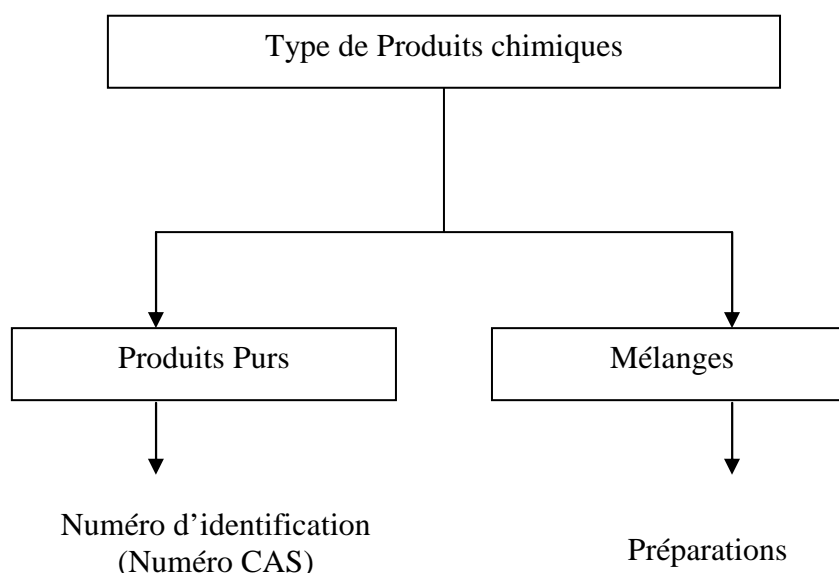 Type de Produits chimiques
Produits Purs
Mélanges
Numéro d’identification
(Numéro CAS)
Préparations